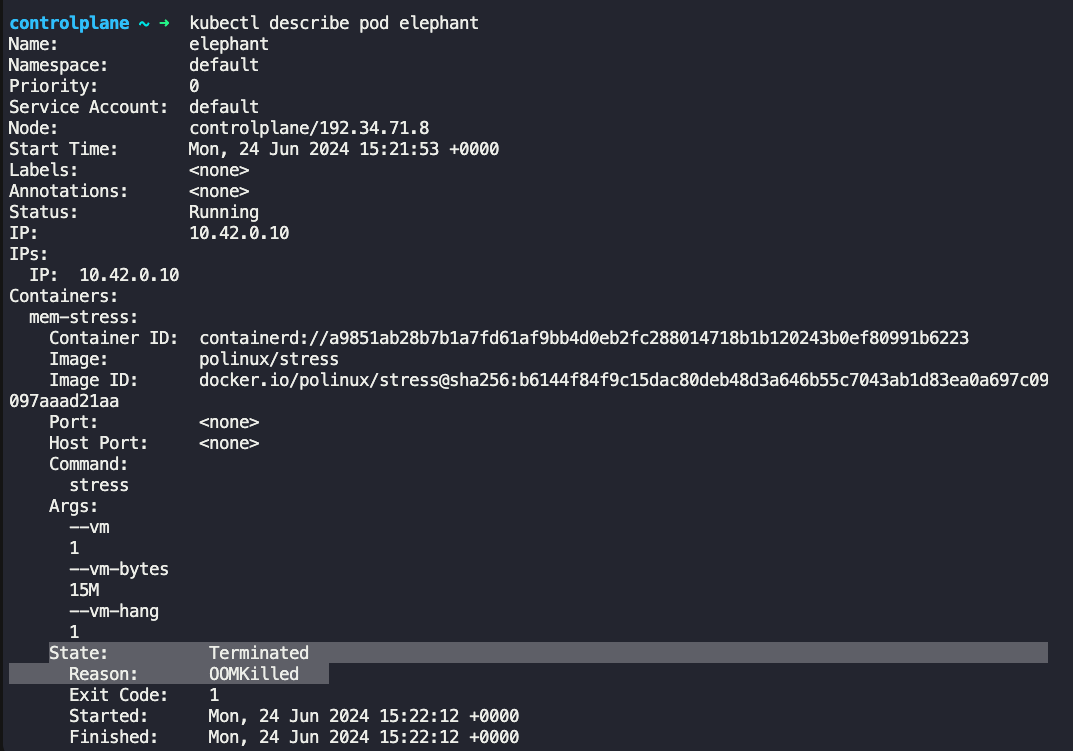 controlplane ~ → kubectl describe pod elephant
Name:             elephant
Namespace:        default
Priority:         0
Service Account:  default
Node:             controlplane/192.34.71.8
Start Time:       Mon, 24 Jun 2024 15:21:53 +0000
Labels:           <none>
Annotations:      <none>
Status:           Running
IP:               10.42.0.10
IPs:
  IP:  10.42.0.10
Containers:
  mem-stress:
    Container ID:  containerd://a9851ab28b7b1a7fd61af9bb4d0eb2fc288014718b1b120243b0ef80991b6223
    Image:         polinux/stress
    Image ID:      docker.io/polinux/stress@sha256:b6144f84f9c15dac80deb48d3a646b55c7043ab1d83ea0a697c09
097aaad21aa
    Port:          <none>
    Host Port:     <none>
    Command:
      stress
    Args:
      --vm
      1
      --vm-bytes
      15M
      --vm-hang
      1
    State:          Terminated
      Reason:       OOMKilled
      Exit Code:    1
      Started:      Mon, 24 Jun 2024 15:22:12 +0000
      Finished:     Mon, 24 Jun 2024 15:22:12 +0000